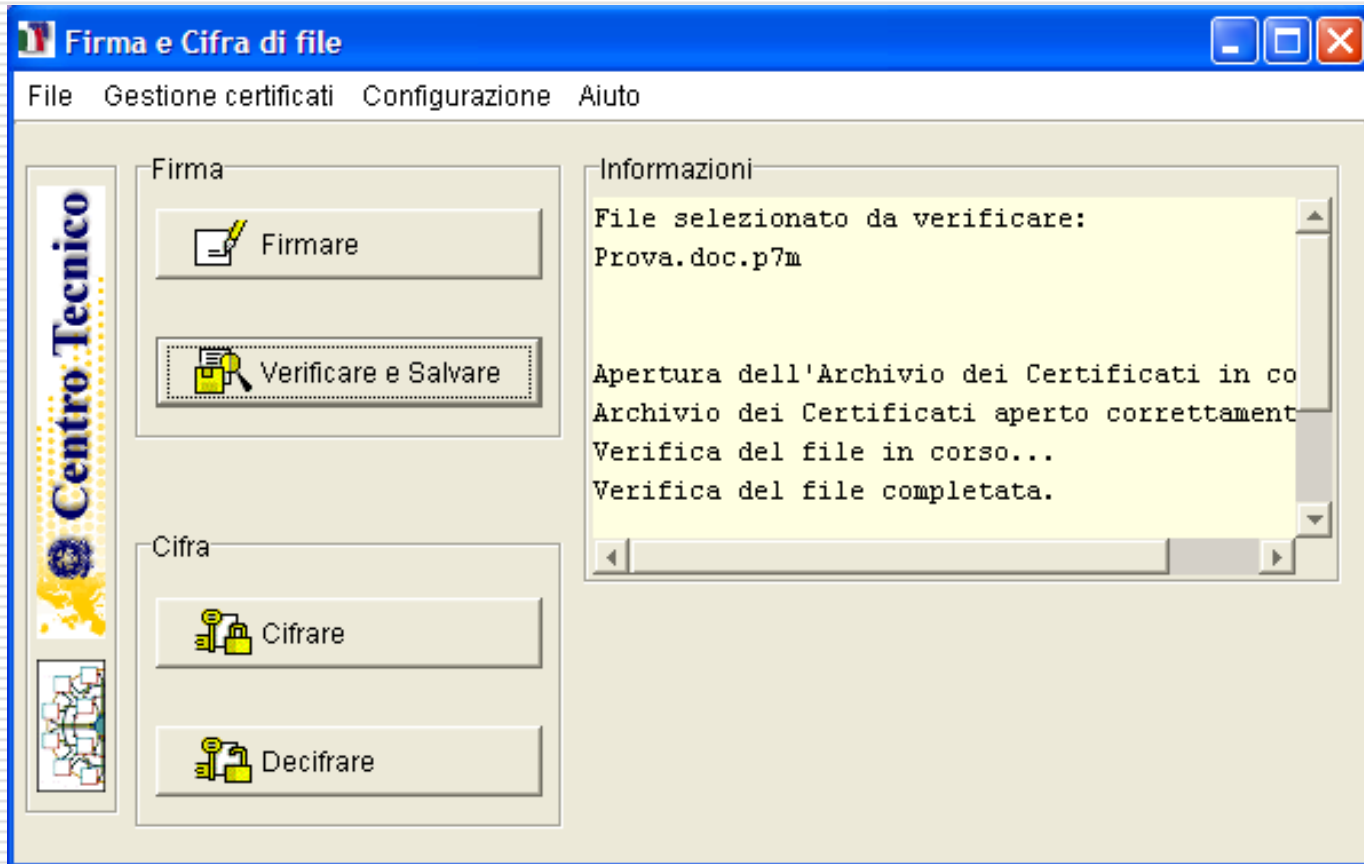 Firma e Cifra di file
File Gestione certificati Configurazione Aiuto
Centro Tecnico
Firma
Firmare
Verificare e Salvare
Cifra
Cifrare
Decifrare
Informazioni
File selezionato da verificare:
Prova.doc.p7m
Apertura dell'Archivio dei Certificati in co
Archivio dei Certificati aperto correttament
Verifica del file in corso...
Verifica del file completata.